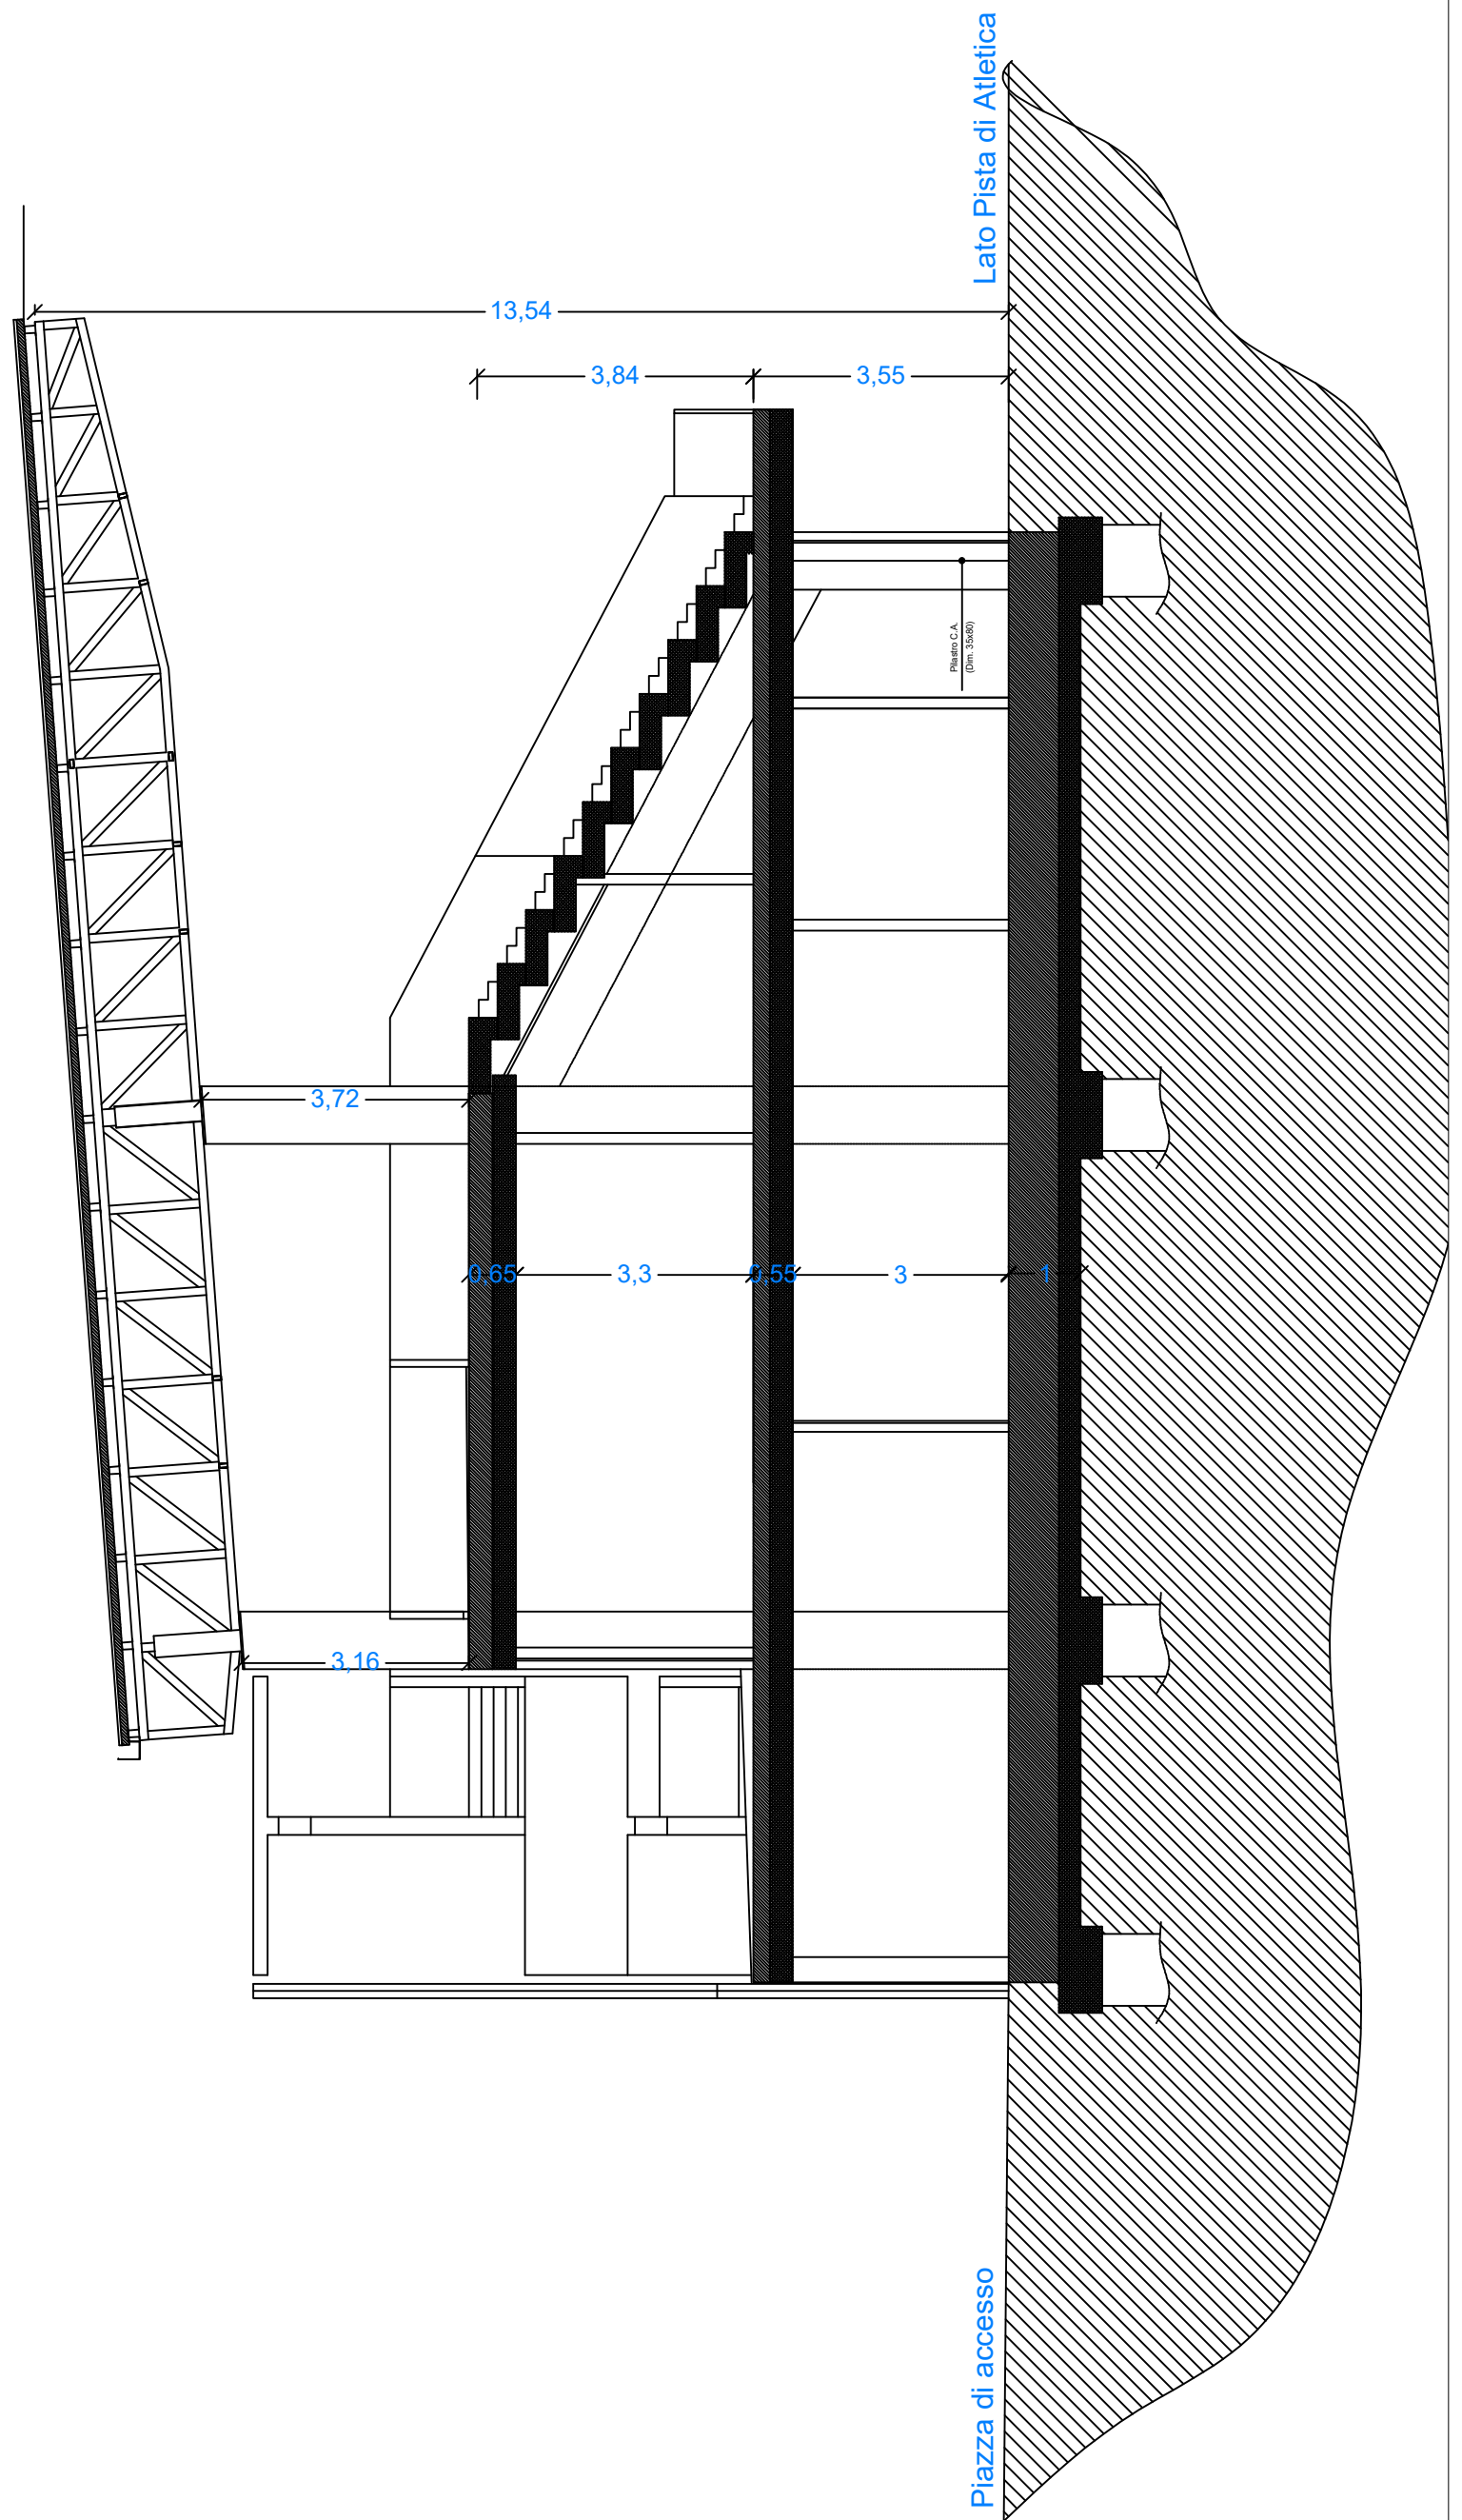 Lato Pista di Atletica
13,54
3,84
3,55
Pilastro C.A.
(Dim. 35x80)
3,72
0,65
3,3
0,55
3
1
3,16
Piazza di accesso